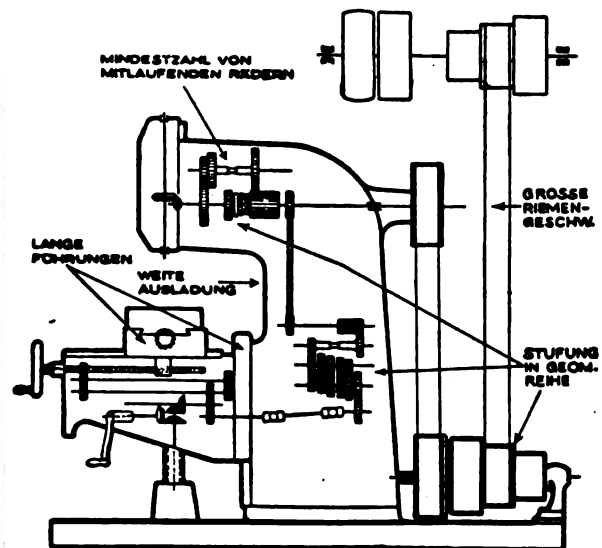 MINDESTZAHL VON
MITLAUFENDEN RÄDERN
GROSSE
RIEMEN-
GESCHW.
LANGE
FÜHRUNGEN
WEITE
AUSLADUNG
STUFUNG
IN GEOM.
REIHE